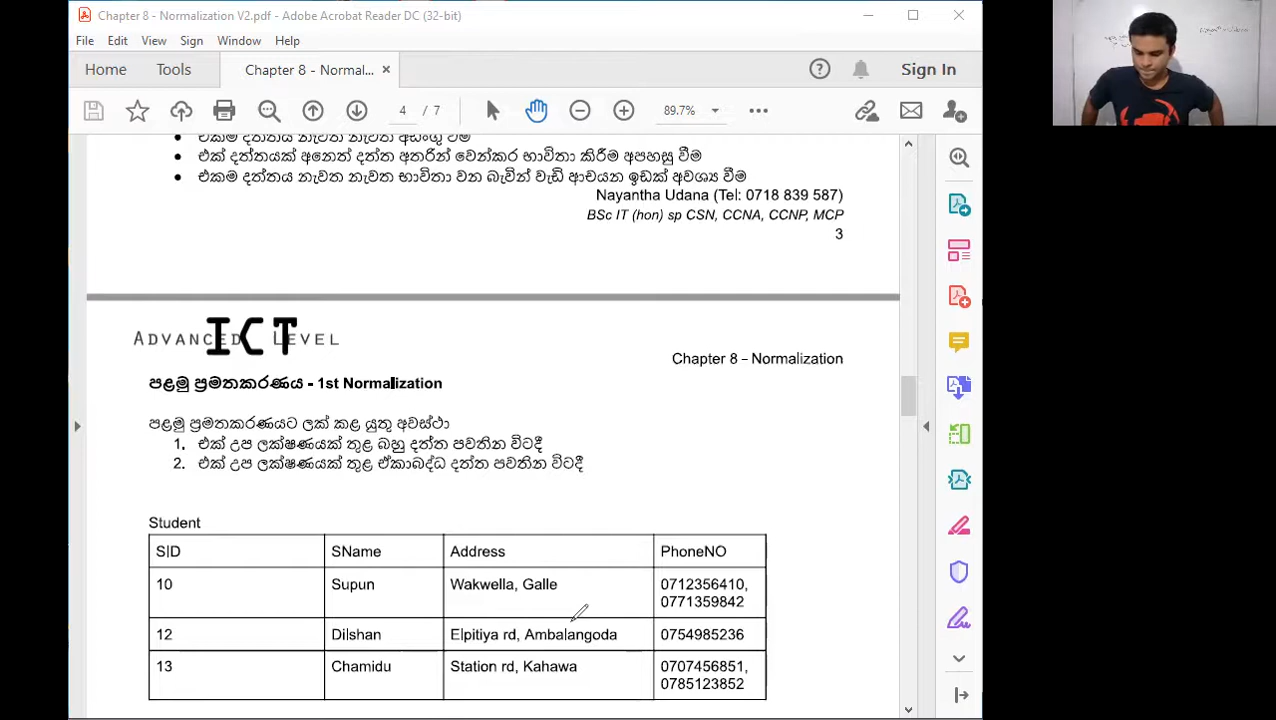 Chapter 8 - Normalization V2.pdf - Adobe Acrobat Reader DC (32-bit)
File Edit View Sign Window Help
Home Tools Chapter 8 - Normal... × Sign In
4 / 7 89.7%
එකම දත්තය නැවත නැවත අඩංගු වීම
එක් දත්තයක් අනෙත් දත්ත අතරින් වෙන්කර භාවිතා කිරීම අපහසු වීම
එකම දත්තය නැවත නැවත භාවිතා වන බැවින් වැඩි ආචයන ඉඩක් අවශ්‍ය වීම
Nayantha Udana (Tel: 0718 839 587)
BSc IT (hon) sp CSN, CCNA, CCNP, MCP
3
ADVANCED ICT LEVEL
Chapter 8 – Normalization
පළමු ප්‍රමතකරණය - 1st Normalization
පළමු ප්‍රමතකරණයට ලක් කළ යුතු අවස්ථා
1. එක් උප ලක්ෂණයක් තුළ බහු දත්ත පවතින විටදී
2. එක් උප ලක්ෂණයක් තුළ ඒකාබද්ධ දත්ත පවතින විටදී
Student
SID SName Address PhoneNO
10 Supun Wakwella, Galle 0712356410,
0771359842
12 Dilshan Elpitiya rd, Ambalangoda 0754985236
13 Chamidu Station rd, Kahawa 0707456851,
0785123852